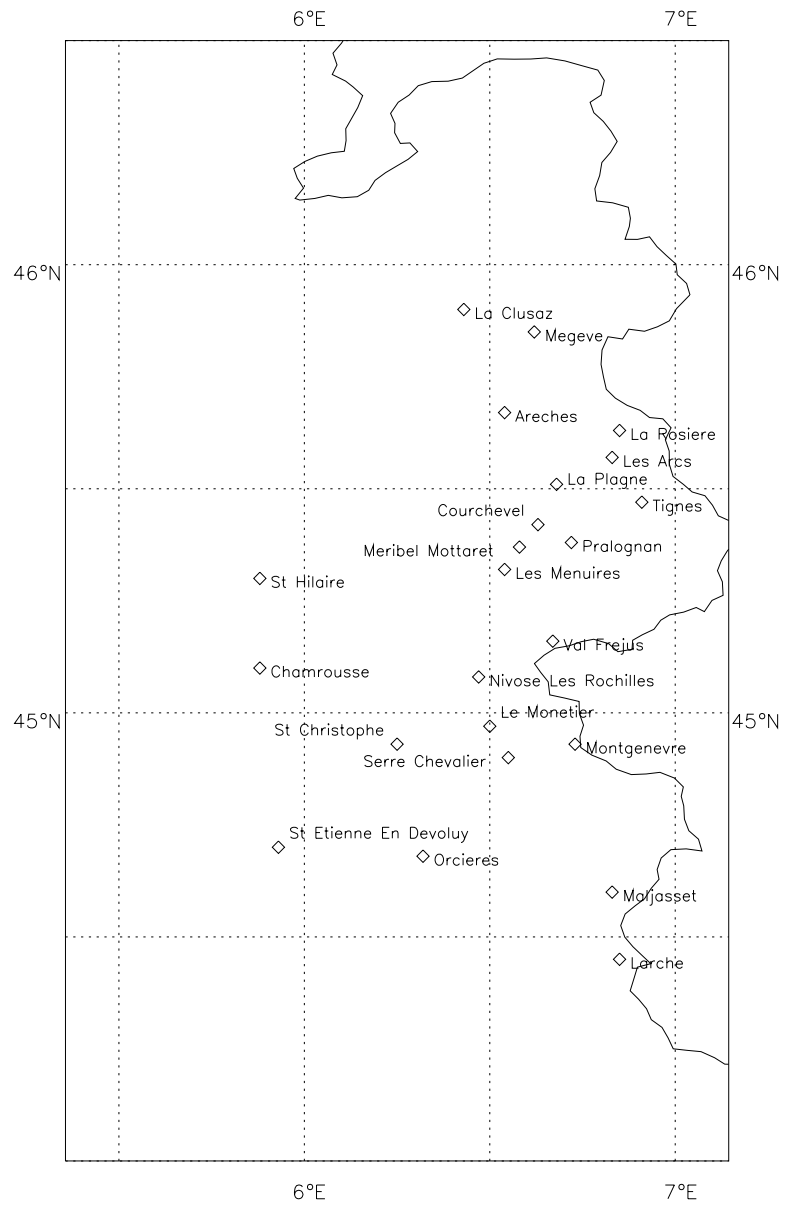 6°E 7°E
46°N 46°N
La Clusaz
Megeve
Areches
La Rosiere
Les Arcs
La Plagne
Tignes
Courchevel
Pralognan
Meribel Mottaret
Les Menuires
St Hilaire
Val Frejus
Chamrousse
Nivose Les Rochilles
Le Monetier
45°N 45°N
St Christophe
Montgenevre
Serre Chevalier
St Etienne En Devoluy
Orcieres
Maljasset
Larche
6°E 7°E